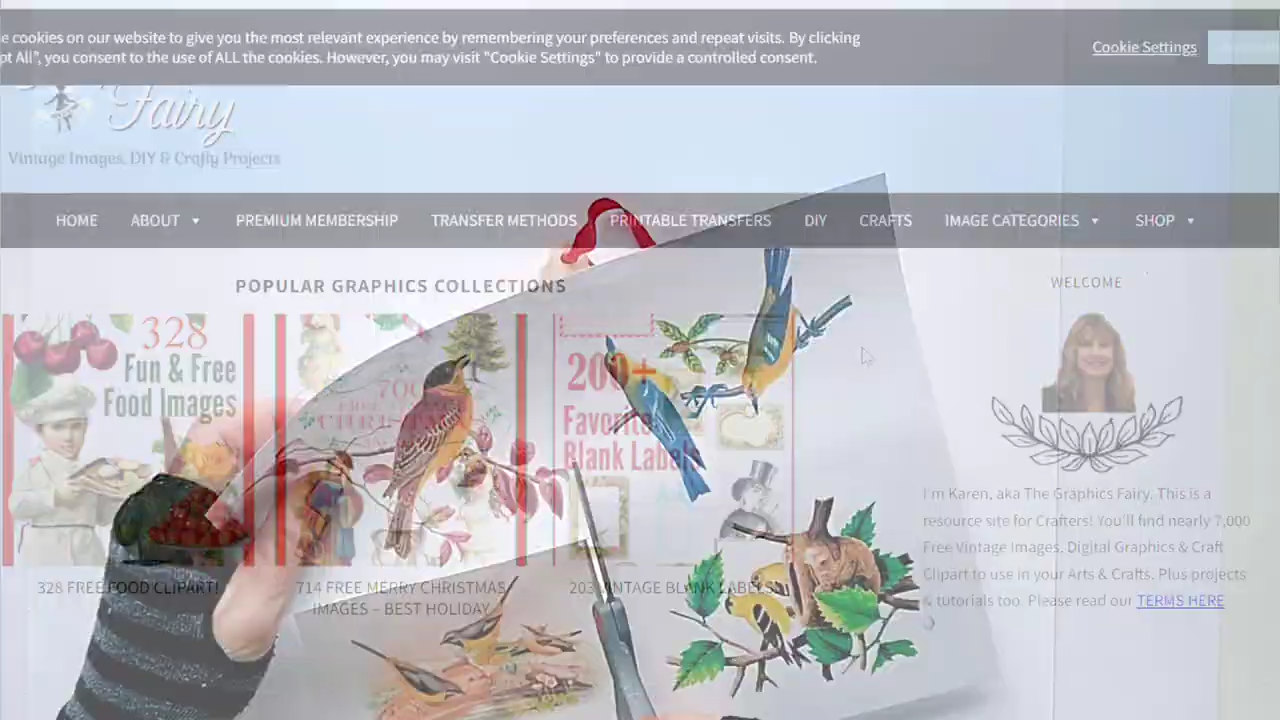 e cookies on our website to give you the most relevant experience by remembering your preferences and repeat visits. By clicking
pt All", you consent to the use of ALL the cookies. However, you may visit "Cookie Settings" to provide a controlled consent.
Cookie Settings
Fairy
Vintage Images, DIY & Crafty Projects
HOME ABOUT PREMIUM MEMBERSHIP TRANSFER METHODS PRINTABLE TRANSFERS DIY CRAFTS IMAGE CATEGORIES SHOP
POPULAR GRAPHICS COLLECTIONS
328
Fun & Free
Food Images
700
CHRISTMAS
200+
Favorite
Blank Labels
328 FREE FOOD CLIPART!
714 FREE MERRY CHRISTMAS
IMAGES – BEST HOLIDAY
203 VINTAGE BLANK LABELS
WELCOME
I'm Karen, aka The Graphics Fairy. This is a
resource site for Crafters! You'll find nearly 7,000
Free Vintage Images, Digital Graphics & Craft
Clipart to use in your Arts & Crafts. Plus projects
& tutorials too. Please read our TERMS HERE